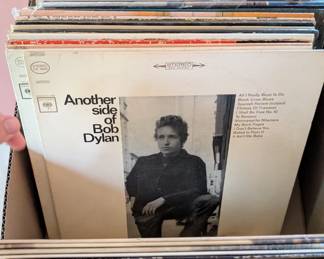 STEREO
Another
side
of
Bob
Dylan
All I Really Want to Do
Black Crow Blues
Spanish Harlem Incident
Chimes of Freedom
I Shall Be Free No. 10
To Ramona
Motorpsycho Nitemare
My Back Pages
I Don't Believe You
Ballad in Plain D
It Ain't Me Babe